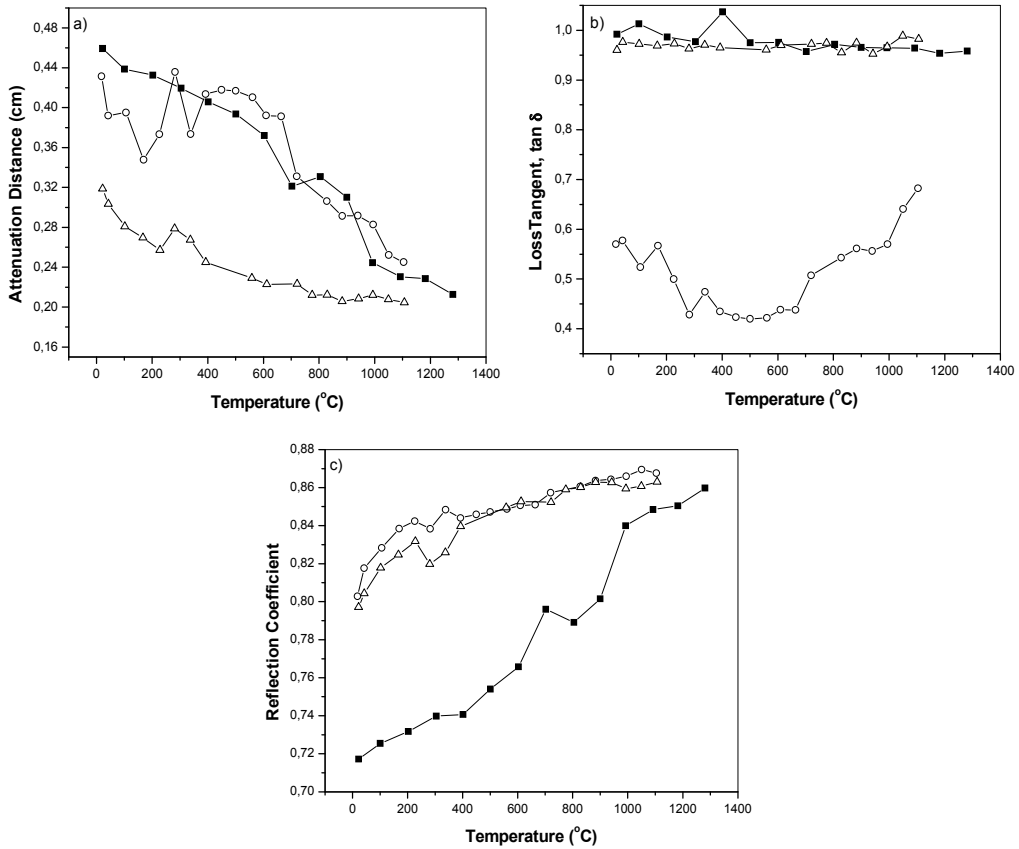 a)
0,48
0,44
0,40
0,36
0,32
0,28
0,24
0,20
0,16
Attenuation Distance (cm)
0 200 400 600 800 1000 1200 1400
Temperature (°C)
b)
1,0
0,9
0,8
0,7
0,6
0,5
0,4
LossTangent, tan δ
0 200 400 600 800 1000 1200 1400
Temperature (°C)
c)
0,88
0,86
0,84
0,82
0,80
0,78
0,76
0,74
0,72
0,70
Reflection Coefficient
0 200 400 600 800 1000 1200 1400
Temperature (°C)